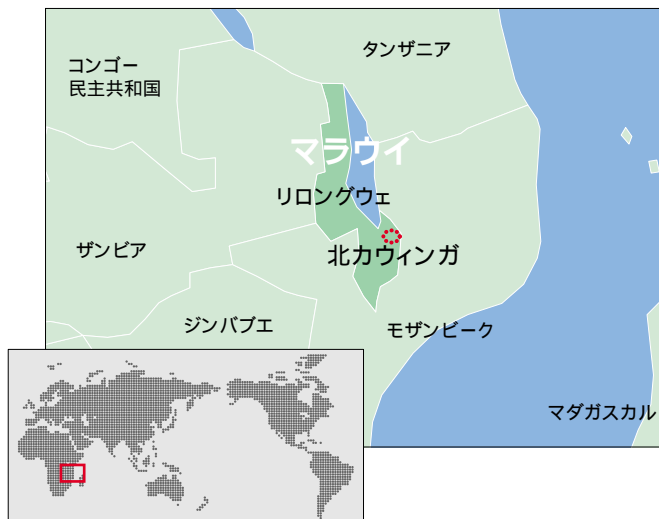 タンザニア
コンゴー
民主共和国
マラウイ
リロングウェ
ザンビア
北カウィンガ
ジンバブエ
モザンビーク
マダガスカル